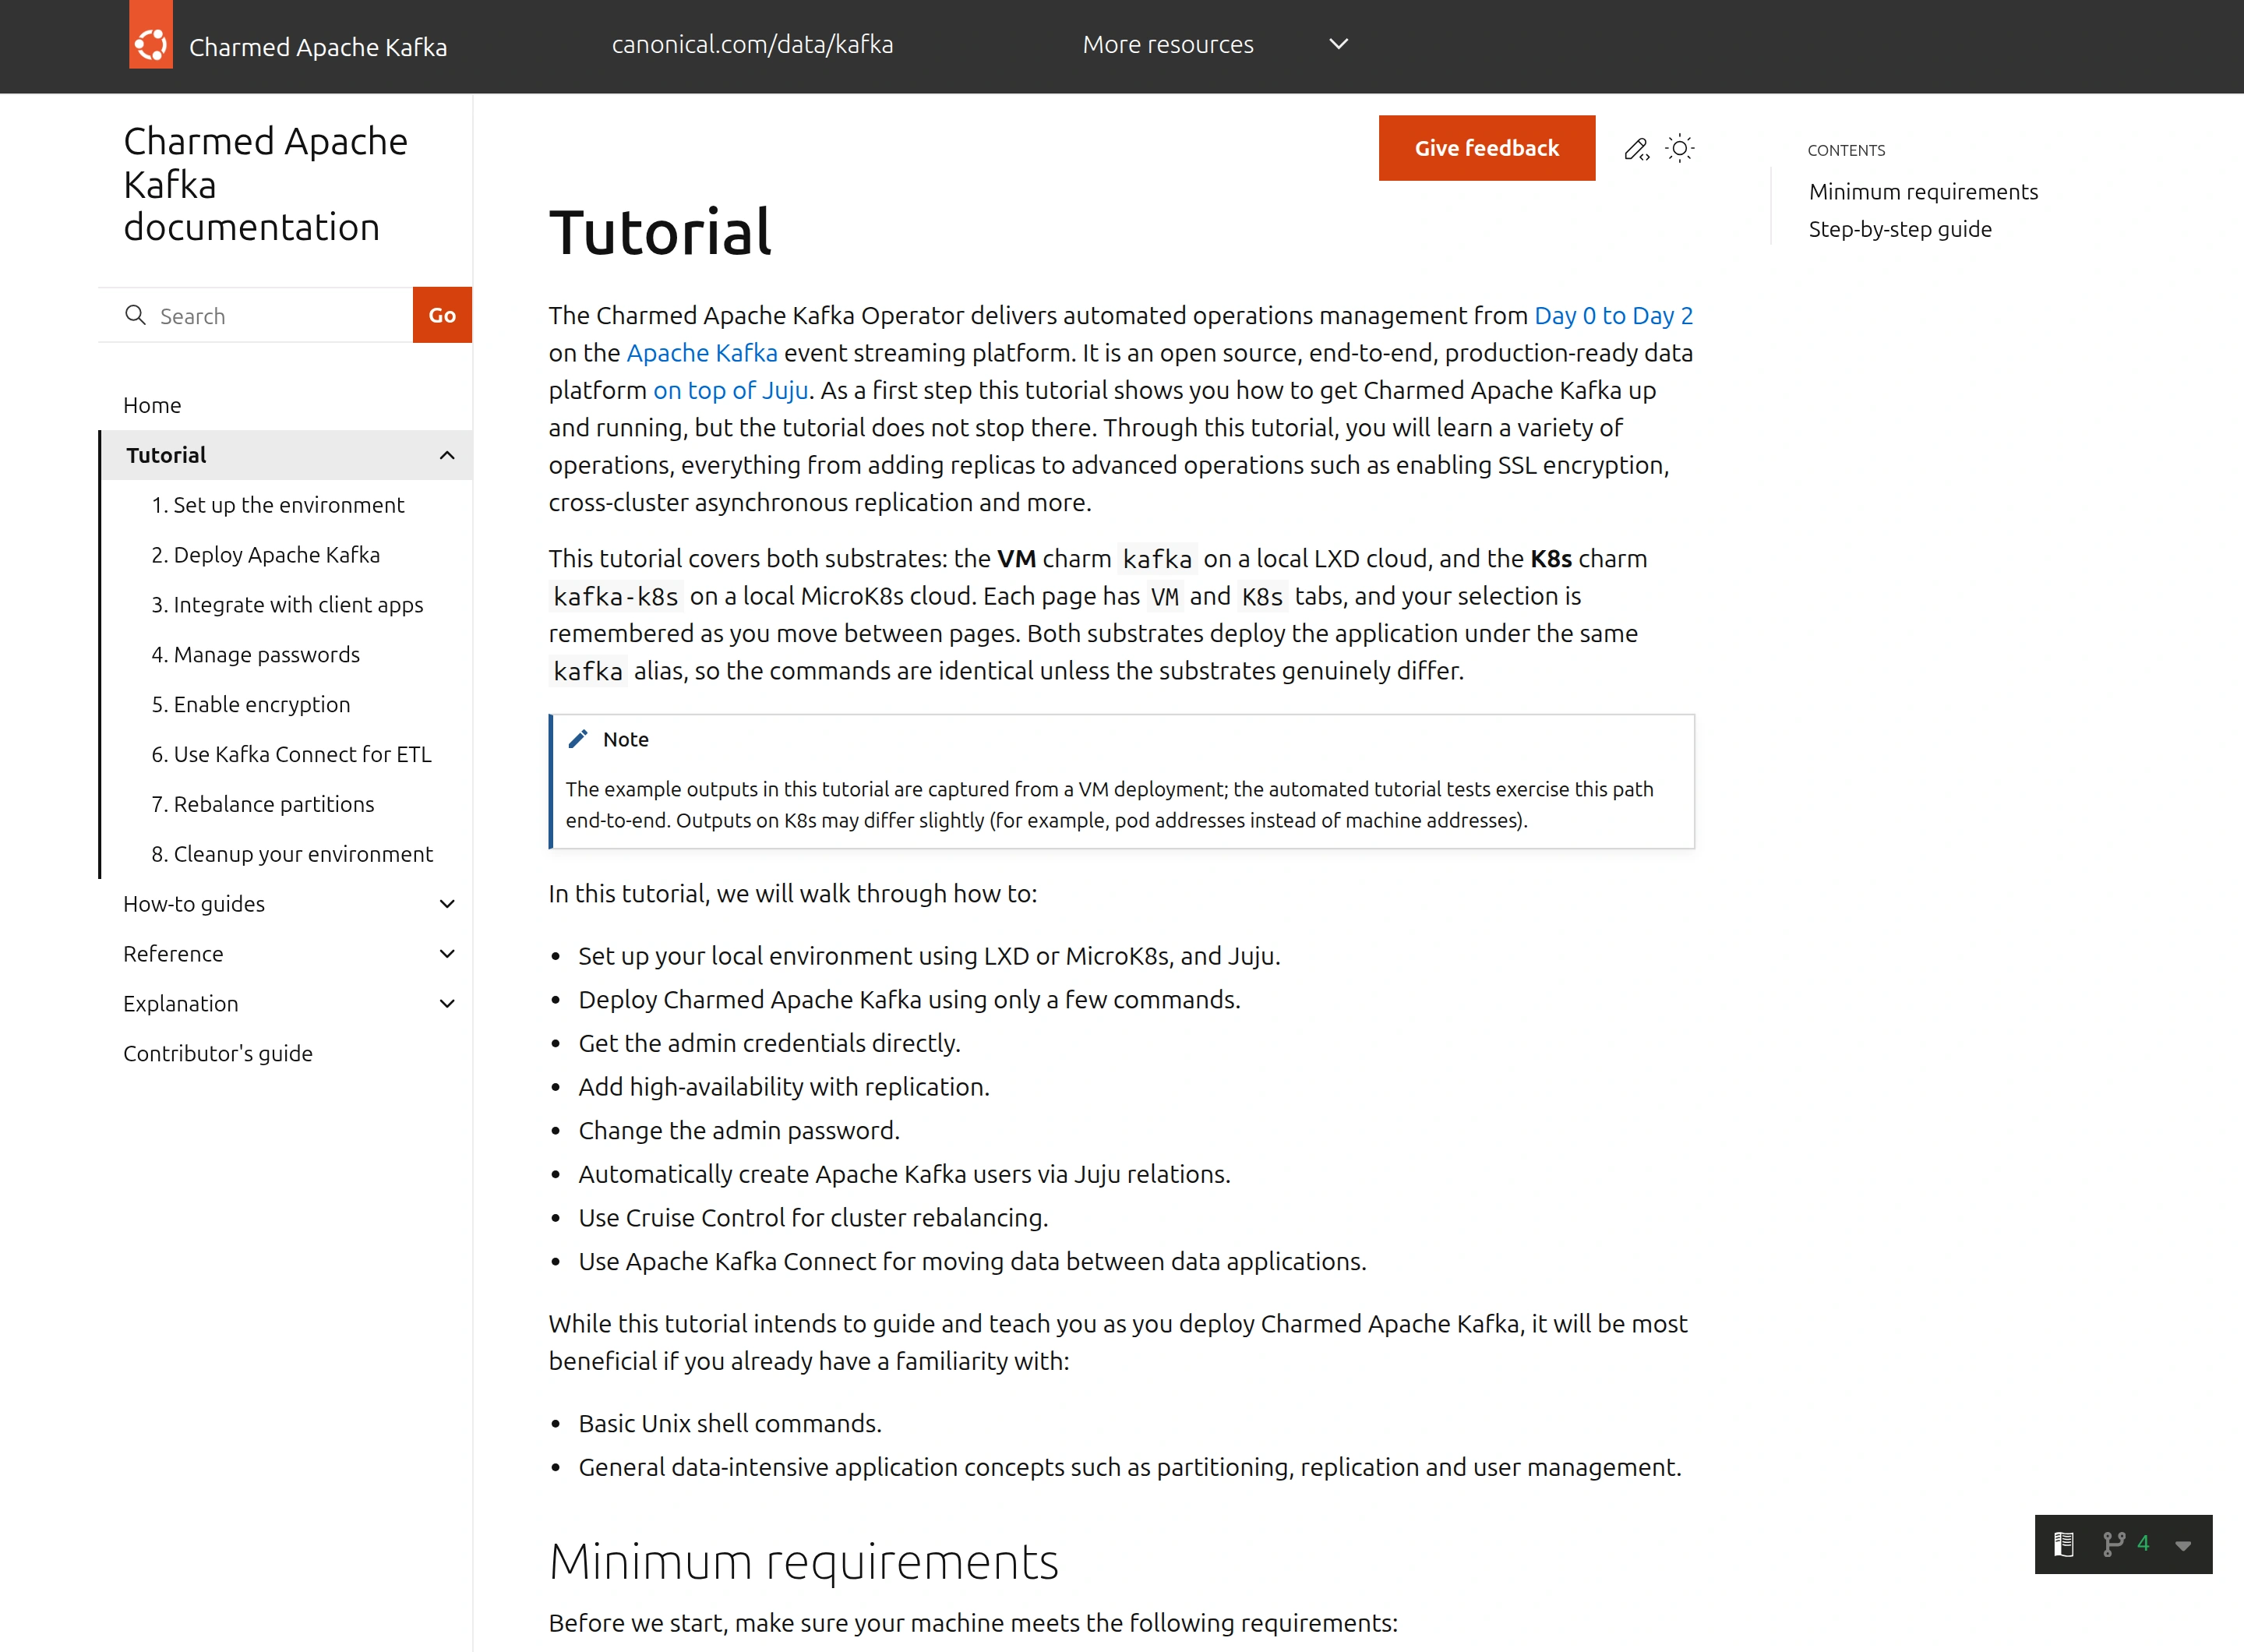 Charmed Apache Kafka
canonical.com/data/kafka
More resources
Charmed Apache
Kafka
documentation
Search
Go
Home
Tutorial
1. Set up the environment
2. Deploy Apache Kafka
3. Integrate with client apps
4. Manage passwords
5. Enable encryption
6. Use Kafka Connect for ETL
7. Rebalance partitions
8. Cleanup your environment
How-to guides
Reference
Explanation
Contributor's guide
Give feedback
Tutorial
The Charmed Apache Kafka Operator delivers automated operations management from Day 0 to Day 2
on the Apache Kafka event streaming platform. It is an open source, end-to-end, production-ready data
platform on top of Juju. As a first step this tutorial shows you how to get Charmed Apache Kafka up
and running, but the tutorial does not stop there. Through this tutorial, you will learn a variety of
operations, everything from adding replicas to advanced operations such as enabling SSL encryption,
cross-cluster asynchronous replication and more.
This tutorial covers both substrates: the VM charm kafka on a local LXD cloud, and the K8s charm
kafka-k8s on a local MicroK8s cloud. Each page has VM and K8s tabs, and your selection is
remembered as you move between pages. Both substrates deploy the application under the same
kafka alias, so the commands are identical unless the substrates genuinely differ.
Note
The example outputs in this tutorial are captured from a VM deployment; the automated tutorial tests exercise this path
end-to-end. Outputs on K8s may differ slightly (for example, pod addresses instead of machine addresses).
In this tutorial, we will walk through how to:
• Set up your local environment using LXD or MicroK8s, and Juju.
• Deploy Charmed Apache Kafka using only a few commands.
• Get the admin credentials directly.
• Add high-availability with replication.
• Change the admin password.
• Automatically create Apache Kafka users via Juju relations.
• Use Cruise Control for cluster rebalancing.
• Use Apache Kafka Connect for moving data between data applications.
While this tutorial intends to guide and teach you as you deploy Charmed Apache Kafka, it will be most
beneficial if you already have a familiarity with:
• Basic Unix shell commands.
• General data-intensive application concepts such as partitioning, replication and user management.
Minimum requirements
Before we start, make sure your machine meets the following requirements:
CONTENTS
Minimum requirements
Step-by-step guide
4